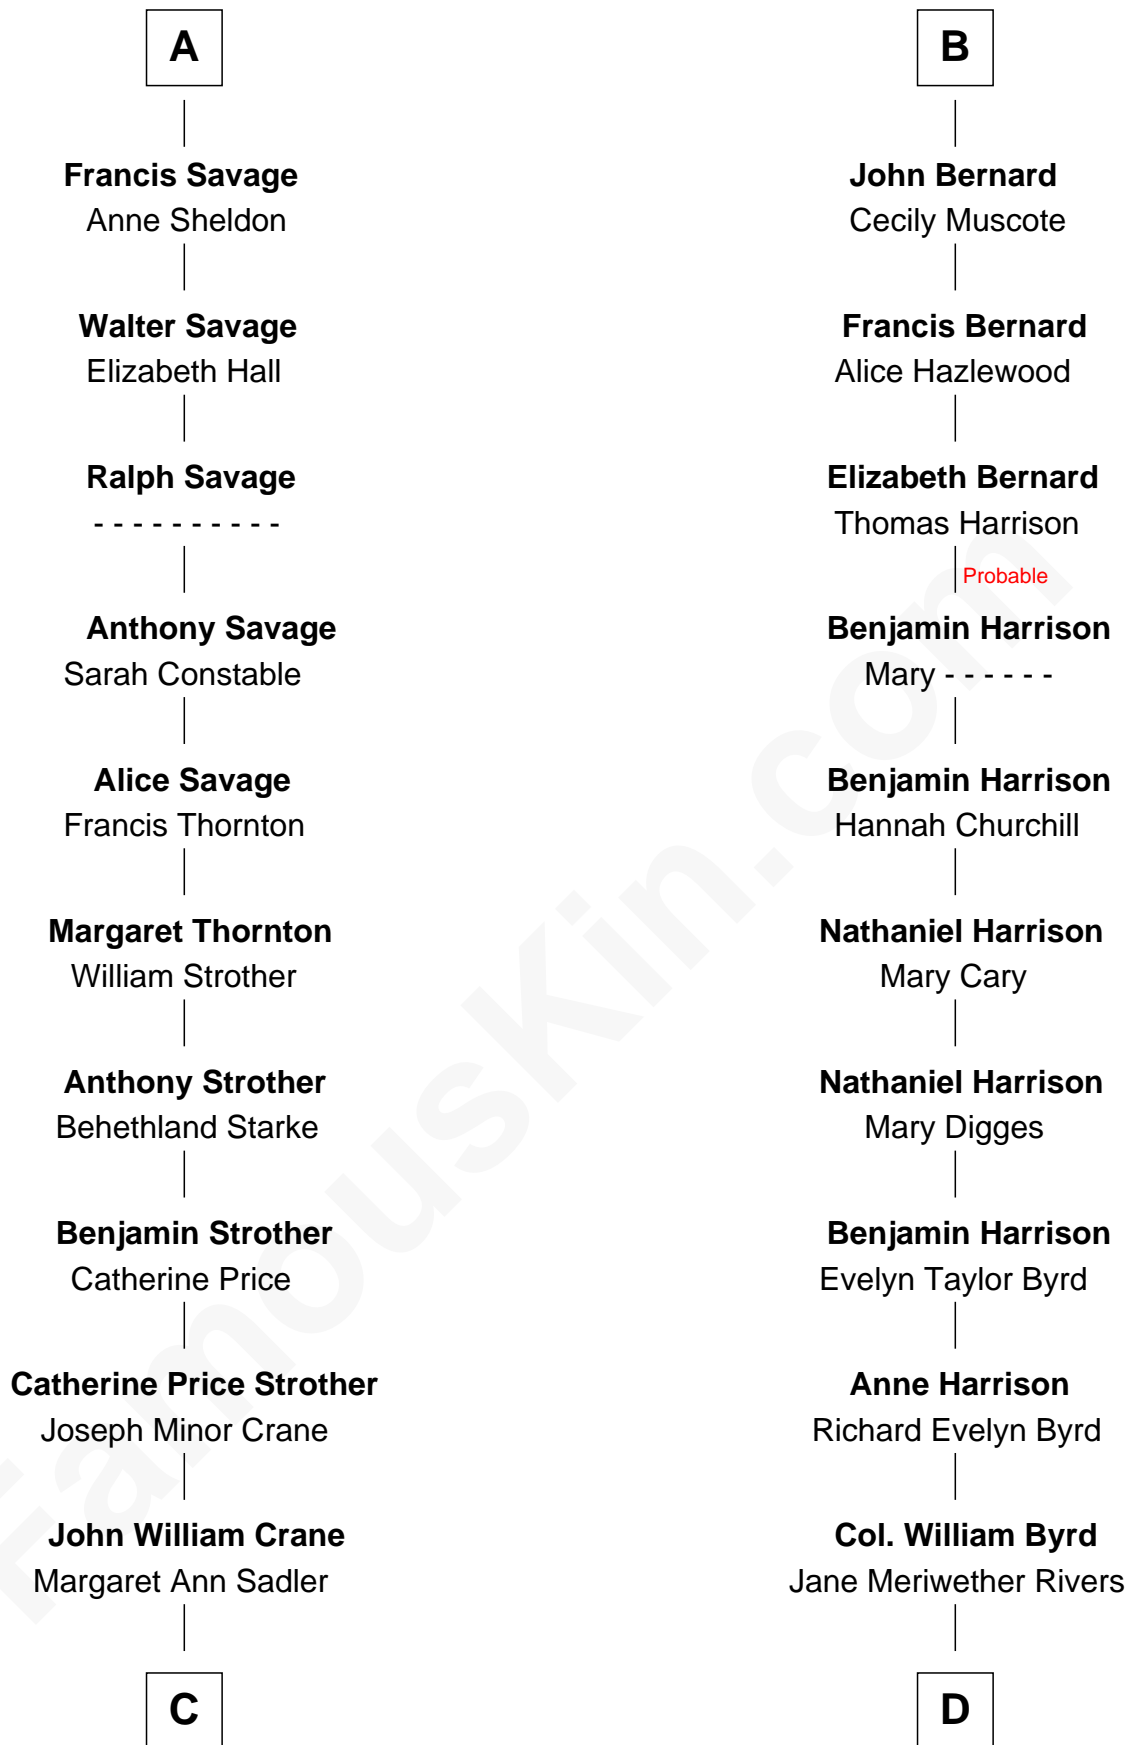 A
Francis Savage
Anne Sheldon
Walter Savage
Elizabeth Hall
Ralph Savage
- - - - - - - - - -
Anthony Savage
Sarah Constable
Alice Savage
Francis Thornton
Margaret Thornton
William Strother
Anthony Strother
Behethland Starke
Benjamin Strother
Catherine Price
Catherine Price Strother
Joseph Minor Crane
John William Crane
Margaret Ann Sadler
C
B
John Bernard
Cecily Muscote
Francis Bernard
Alice Hazlewood
Elizabeth Bernard
Thomas Harrison
Probable
Benjamin Harrison
Mary - - - - - -
Benjamin Harrison
Hannah Churchill
Nathaniel Harrison
Mary Cary
Nathaniel Harrison
Mary Digges
Benjamin Harrison
Evelyn Taylor Byrd
Anne Harrison
Richard Evelyn Byrd
Col. William Byrd
Jane Meriwether Rivers
D
FamousKin.com